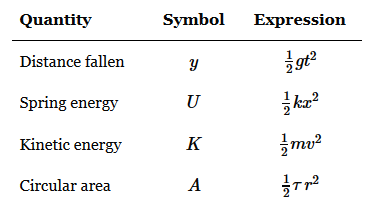 Quantity Symbol Expression
Distance fallen y ½gt²
Spring energy U ½kx²
Kinetic energy K ½mv²
Circular area A ½τr²